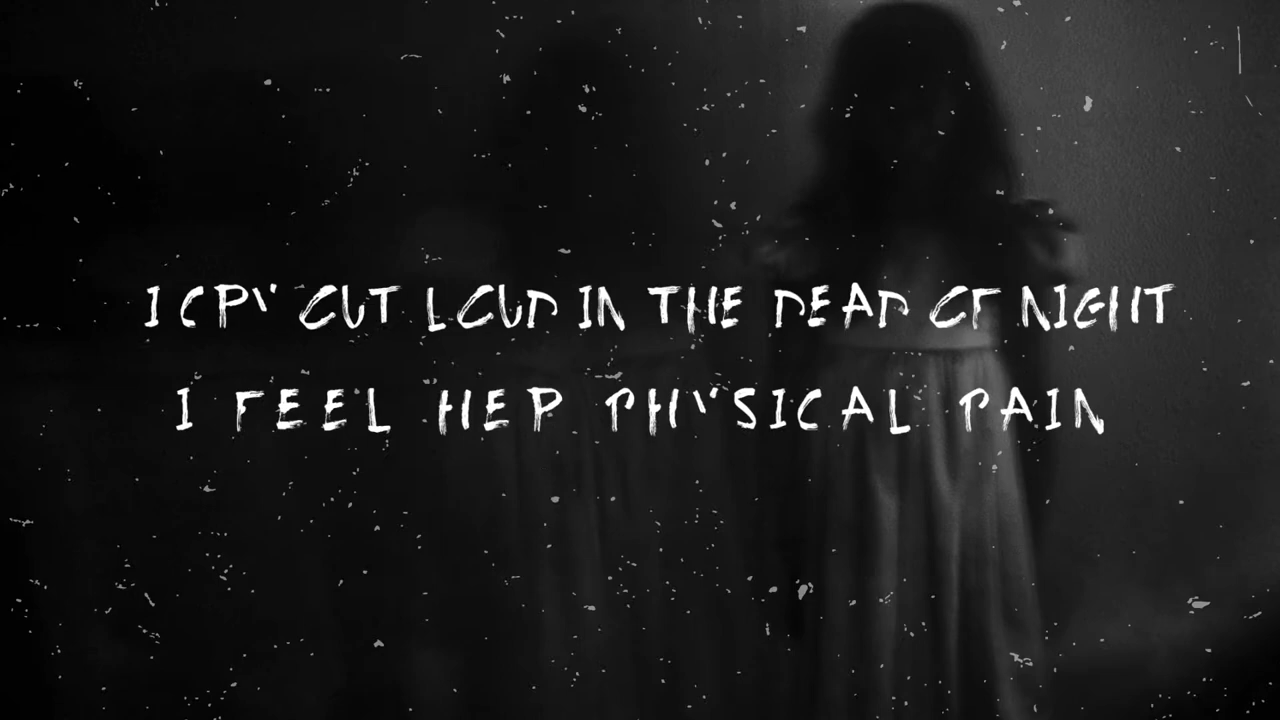 I CRY OUT LOUD IN THE DEAD OF NIGHT
I FEEL HER PHYSICAL PAIN